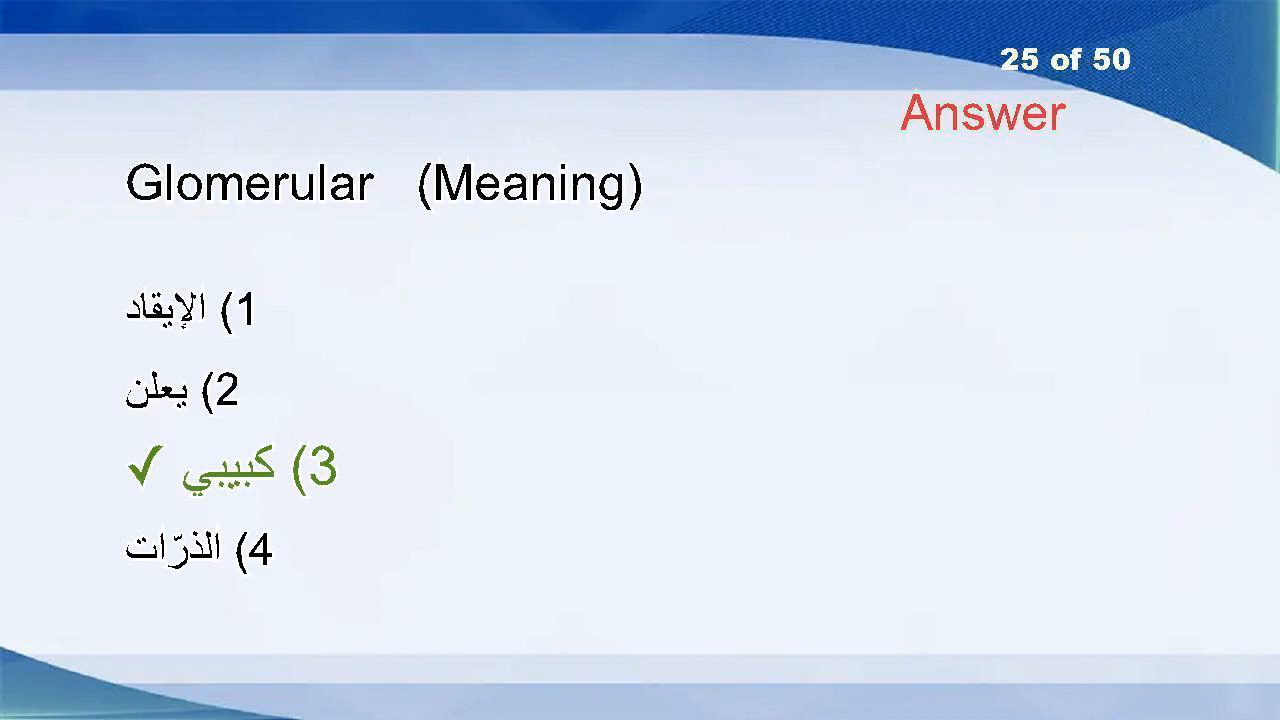 25 of 50
Answer
Glomerular (Meaning)
1) الإيقاد
2) يعلن
3) كبيبي ✓
4) الذرّات